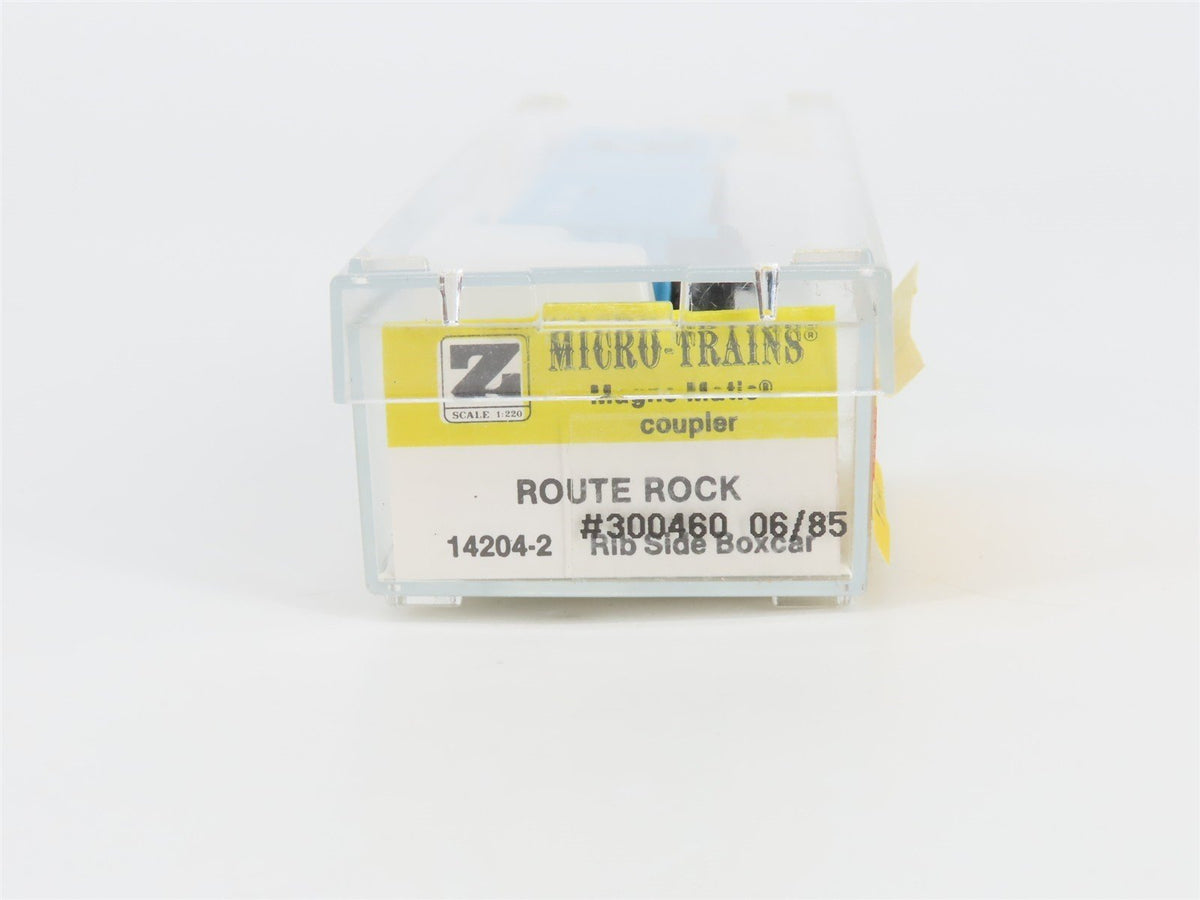 Z
SCALE 1:220
MICRO-TRAINS®
Magne-Matic®
coupler
ROUTE ROCK
#300460 06/85
14204-2 Rib Side Boxcar